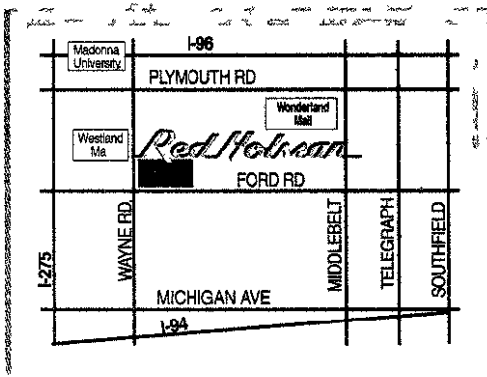 I-96
Madonna
University
PLYMOUTH RD
Wonderland
Mall
Westland
Ma
Red Holman
FORD RD
I-275
WAYNE RD.
MIDDLEBELT
TELEGRAPH
SOUTHFIELD
MICHIGAN AVE
I-94